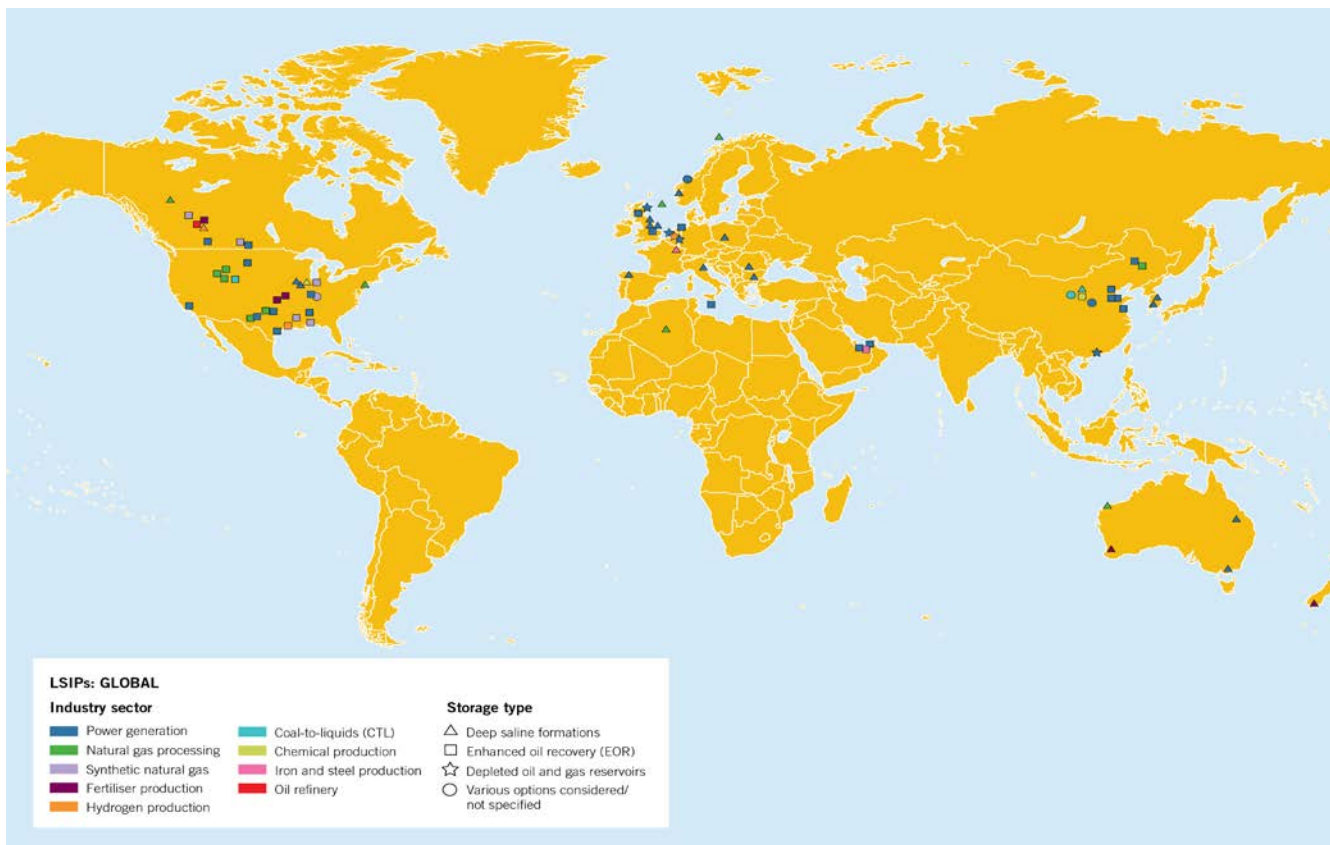 LSIPs: GLOBAL
Industry sector
Power generation
Natural gas processing
Synthetic natural gas
Fertiliser production
Hydrogen production
Coal-to-liquids (CTL)
Chemical production
Iron and steel production
Oil refinery
Storage type
Deep saline formations
Enhanced oil recovery (EOR)
Depleted oil and gas reservoirs
Various options considered/
not specified